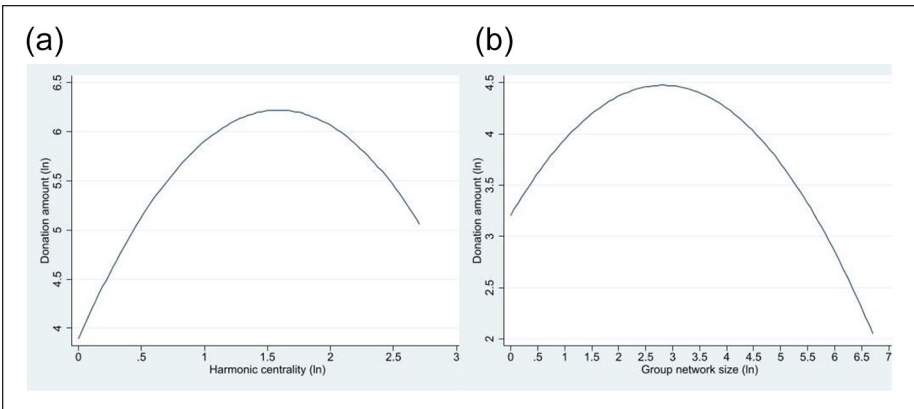 (a)
6.5
6
5.5
5
4.5
4
Donation amount (ln)
0 .5 1 1.5 2 2.5 3
Harmonic centrality (ln)
(b)
4.5
4
3.5
3
2.5
2
Donation amount (ln)
0 .5 1 1.5 2 2.5 3 3.5 4 4.5 5 5.5 6 6.5 7
Group network size (ln)